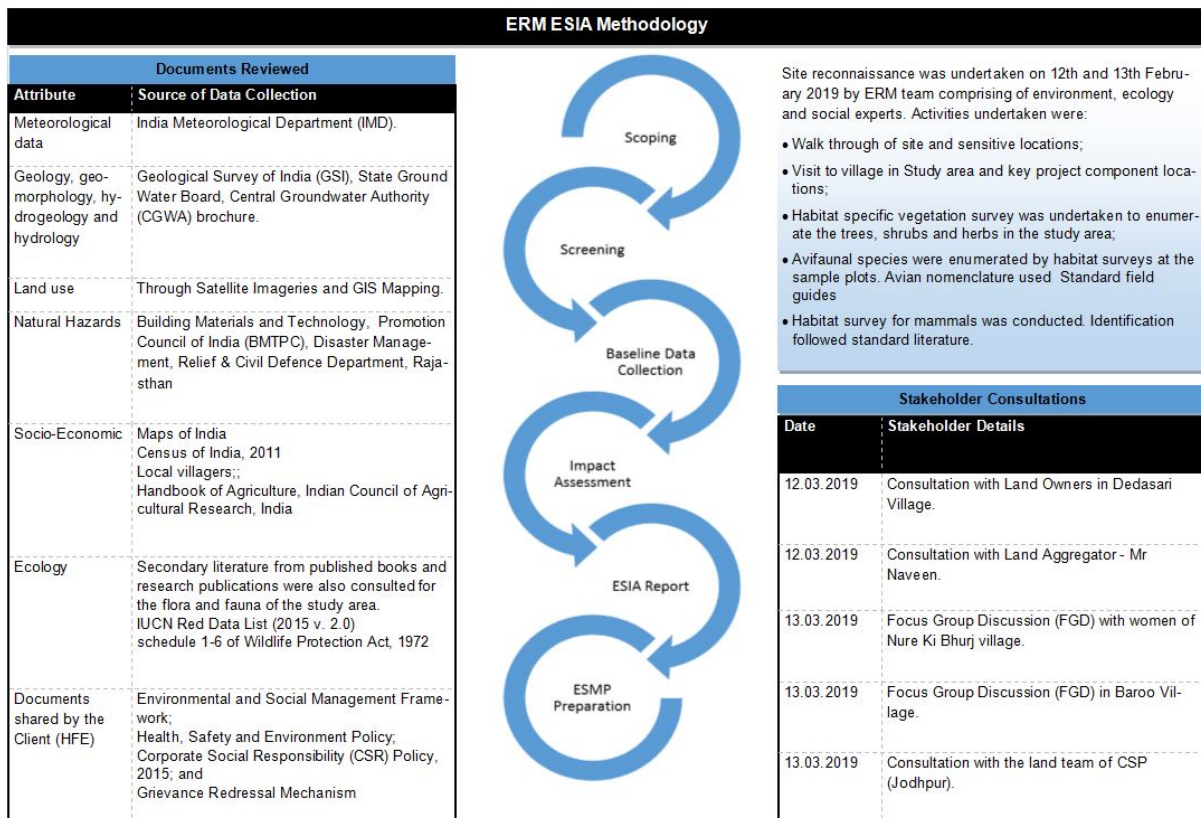 ERM ESIA Methodology
Documents Reviewed
Attribute
Source of Data Collection
Meteorological
data
India Meteorological Department (IMD).
Geology, geo-
morphology, hy-
drogeology and
hydrology
Geological Survey of India (GSI), State Ground
Water Board, Central Groundwater Authority
(CGWA) brochure.
Land use
Through Satellite Imageries and GIS Mapping.
Natural Hazards
Building Materials and Technology, Promotion
Council of India (BMTPC), Disaster Manage-
ment, Relief & Civil Defence Department, Raja-
sthan
Socio-Economic
Maps of India
Census of India, 2011
Local villagers;;
Handbook of Agriculture, Indian Council of Agri-
cultural Research, India
Ecology
Secondary literature from published books and
research publications were also consulted for
the flora and fauna of the study area.
IUCN Red Data List (2015 v. 2.0)
schedule 1-6 of Wildlife Protection Act, 1972
Documents
shared by the
Client (HFE)
Environmental and Social Management Frame-
work;
Health, Safety and Environment Policy;
Corporate Social Responsibility (CSR) Policy,
2015; and
Grievance Redressal Mechanism
Scoping
Screening
Baseline Data
Collection
Impact
Assessment
ESIA Report
ESMP
Preparation
Site reconnaissance was undertaken on 12th and 13th Febru-
ary 2019 by ERM team comprising of environment, ecology
and social experts. Activities undertaken were:
• Walk through of site and sensitive locations;
• Visit to village in Study area and key project component loca-
tions;
• Habitat specific vegetation survey was undertaken to enumer-
ate the trees, shrubs and herbs in the study area;
• Avifaunal species were enumerated by habitat surveys at the
sample plots. Avian nomenclature used Standard field
guides
• Habitat survey for mammals was conducted. Identification
followed standard literature.
Stakeholder Consultations
Date
Stakeholder Details
12.03.2019
Consultation with Land Owners in Dedasari
Village.
12.03.2019
Consultation with Land Aggregator - Mr
Naveen.
13.03.2019
Focus Group Discussion (FGD) with women of
Nure Ki Bhurj village.
13.03.2019
Focus Group Discussion (FGD) in Baroo Vil-
lage.
13.03.2019
Consultation with the land team of CSP
(Jodhpur).